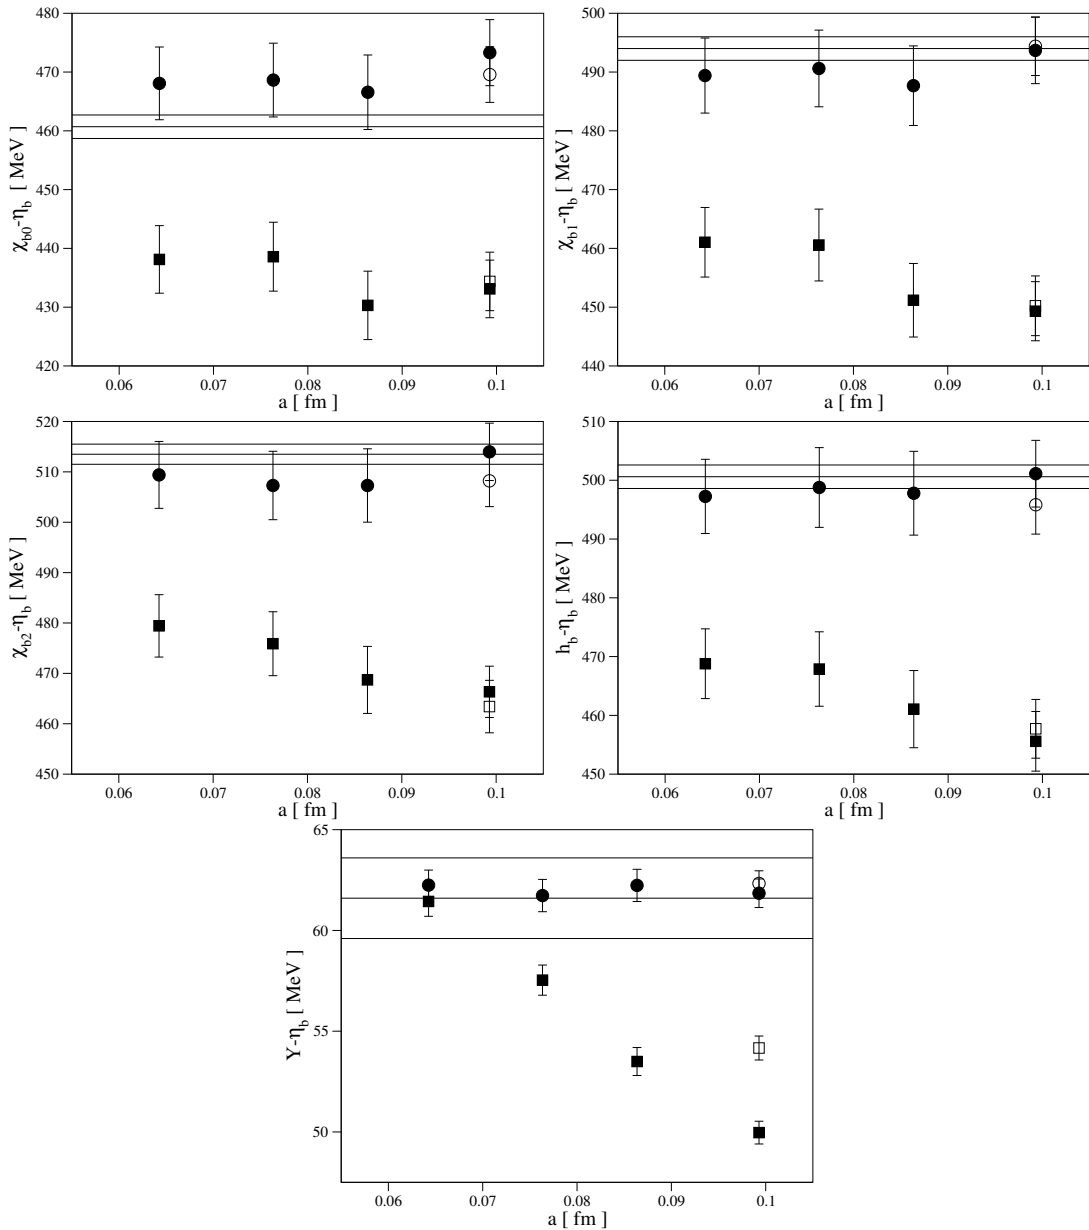 480
470
460
450
440
430
420
χb0-ηb [ MeV ]
0.06 0.07 0.08 0.09 0.1
a [ fm ]
500
490
480
470
460
450
440
χb1-ηb [ MeV ]
0.06 0.07 0.08 0.09 0.1
a [ fm ]
520
510
500
490
480
470
460
450
χb2-ηb [ MeV ]
0.06 0.07 0.08 0.09 0.1
a [ fm ]
510
500
490
480
470
460
450
hb-ηb [ MeV ]
0.06 0.07 0.08 0.09 0.1
a [ fm ]
65
60
55
50
Υ-ηb [ MeV ]
0.06 0.07 0.08 0.09 0.1
a [ fm ]